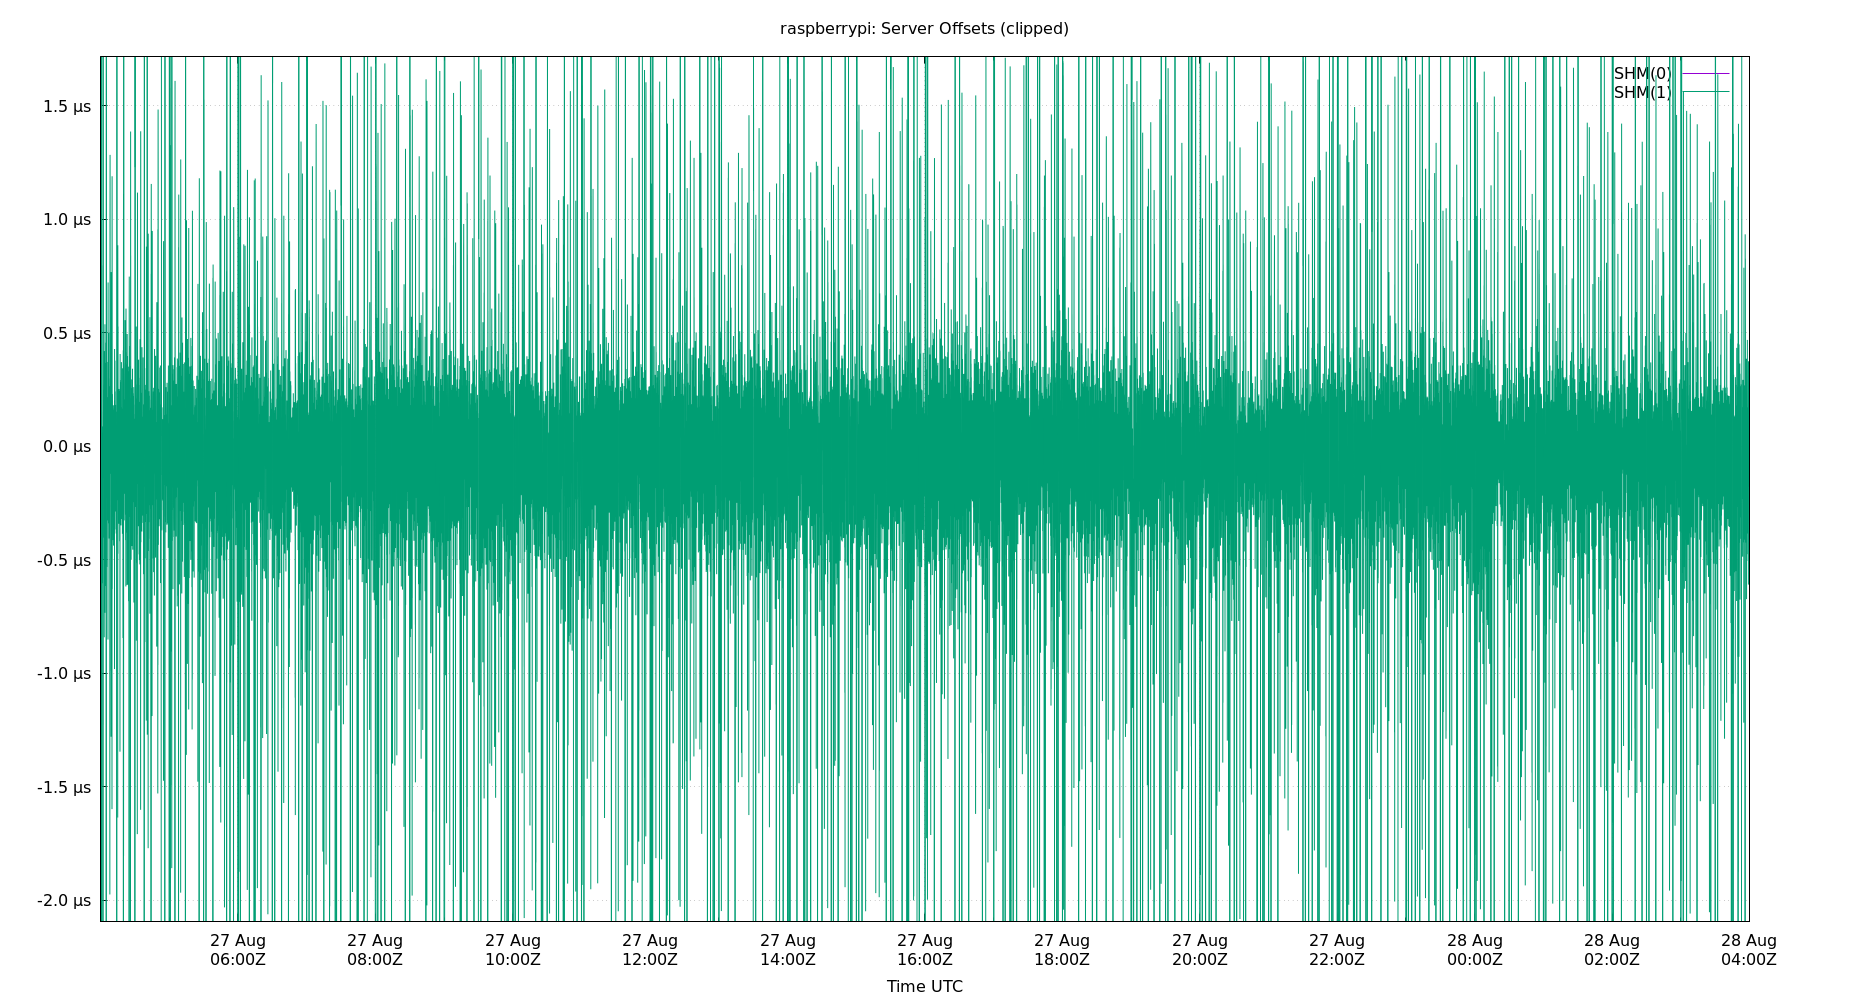 raspberrypi: Server Offsets (clipped)
SHM(0)
SHM(1)
1.5 µs
1.0 µs
0.5 µs
0.0 µs
-0.5 µs
-1.0 µs
-1.5 µs
-2.0 µs
27 Aug 27 Aug 27 Aug 27 Aug 27 Aug 27 Aug 27 Aug 27 Aug 27 Aug 28 Aug 28 Aug 28 Aug
06:00Z 08:00Z 10:00Z 12:00Z 14:00Z 16:00Z 18:00Z 20:00Z 22:00Z 00:00Z 02:00Z 04:00Z
Time UTC